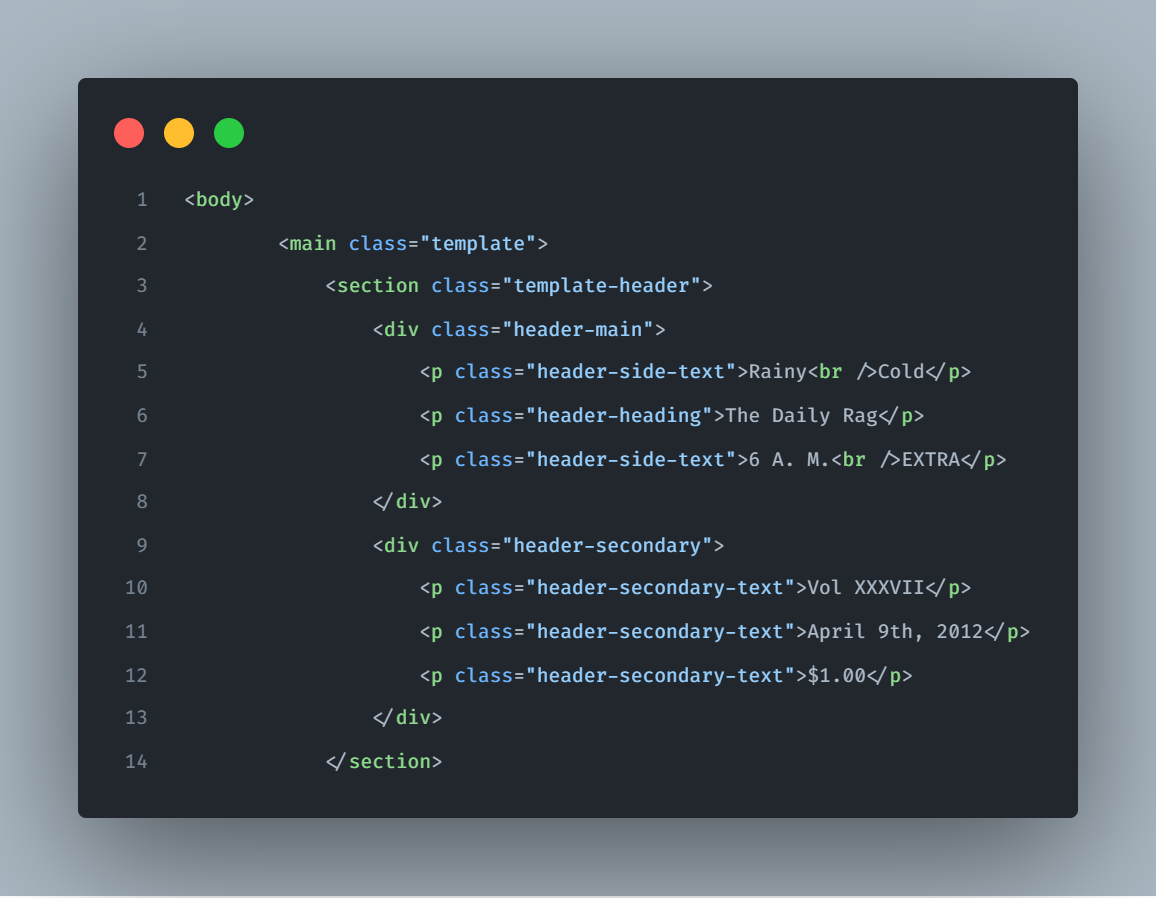 1 <body>
2         <main class="template">
3             <section class="template-header">
4                 <div class="header-main">
5                     <p class="header-side-text">Rainy<br />Cold</p>
6                     <p class="header-heading">The Daily Rag</p>
7                     <p class="header-side-text">6 A. M.<br />EXTRA</p>
8                 </div>
9                 <div class="header-secondary">
10                     <p class="header-secondary-text">Vol XXXVII</p>
11                     <p class="header-secondary-text">April 9th, 2012</p>
12                     <p class="header-secondary-text">$1.00</p>
13                 </div>
14             </section>